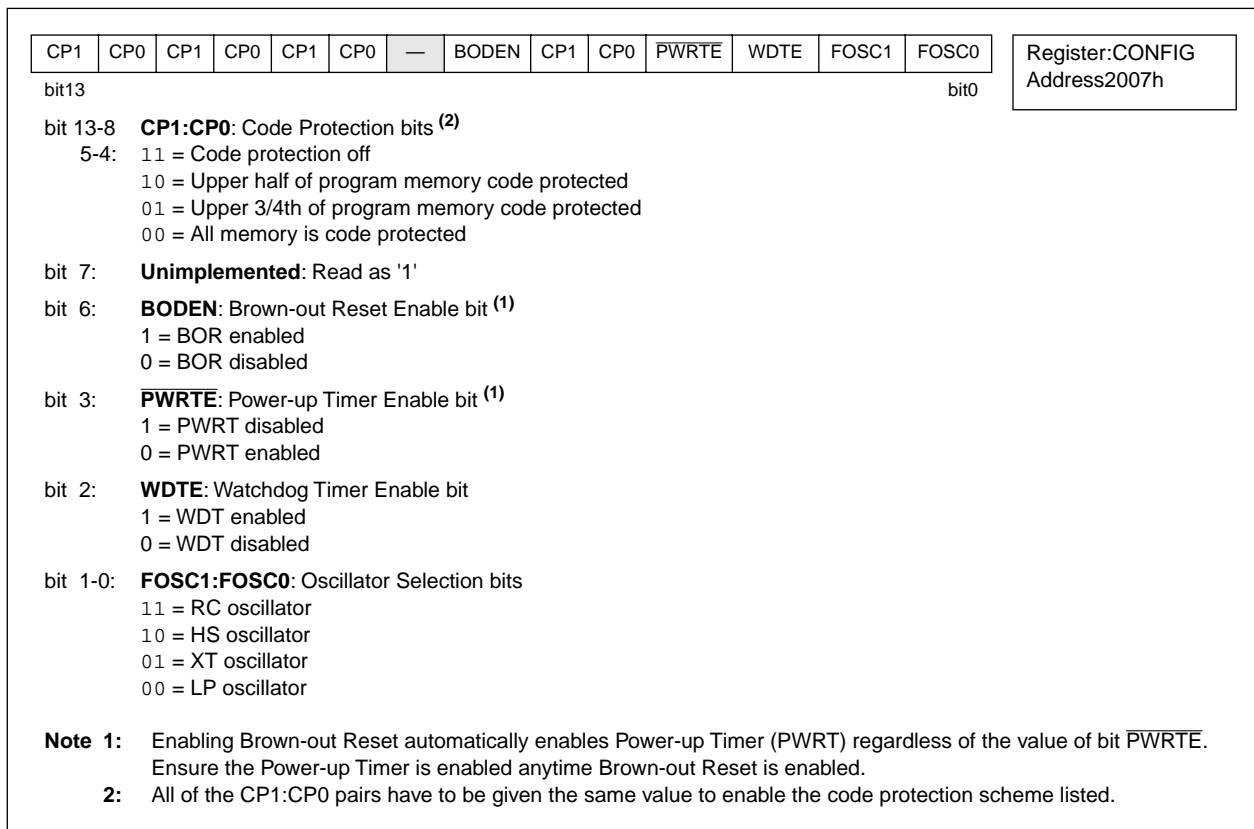 CP1 CP0 CP1 CP0 CP1 CP0 — BODEN CP1 CP0 PWRTE WDTE FOSC1 FOSC0
Register:CONFIG
Address2007h
bit13 bit0
bit 13-8 CP1:CP0: Code Protection bits (2)
5-4: 11 = Code protection off
10 = Upper half of program memory code protected
01 = Upper 3/4th of program memory code protected
00 = All memory is code protected
bit 7: Unimplemented: Read as '1'
bit 6: BODEN: Brown-out Reset Enable bit (1)
1 = BOR enabled
0 = BOR disabled
bit 3: PWRTE: Power-up Timer Enable bit (1)
1 = PWRT disabled
0 = PWRT enabled
bit 2: WDTE: Watchdog Timer Enable bit
1 = WDT enabled
0 = WDT disabled
bit 1-0: FOSC1:FOSC0: Oscillator Selection bits
11 = RC oscillator
10 = HS oscillator
01 = XT oscillator
00 = LP oscillator
Note 1: Enabling Brown-out Reset automatically enables Power-up Timer (PWRT) regardless of the value of bit PWRTE.
Ensure the Power-up Timer is enabled anytime Brown-out Reset is enabled.
2: All of the CP1:CP0 pairs have to be given the same value to enable the code protection scheme listed.